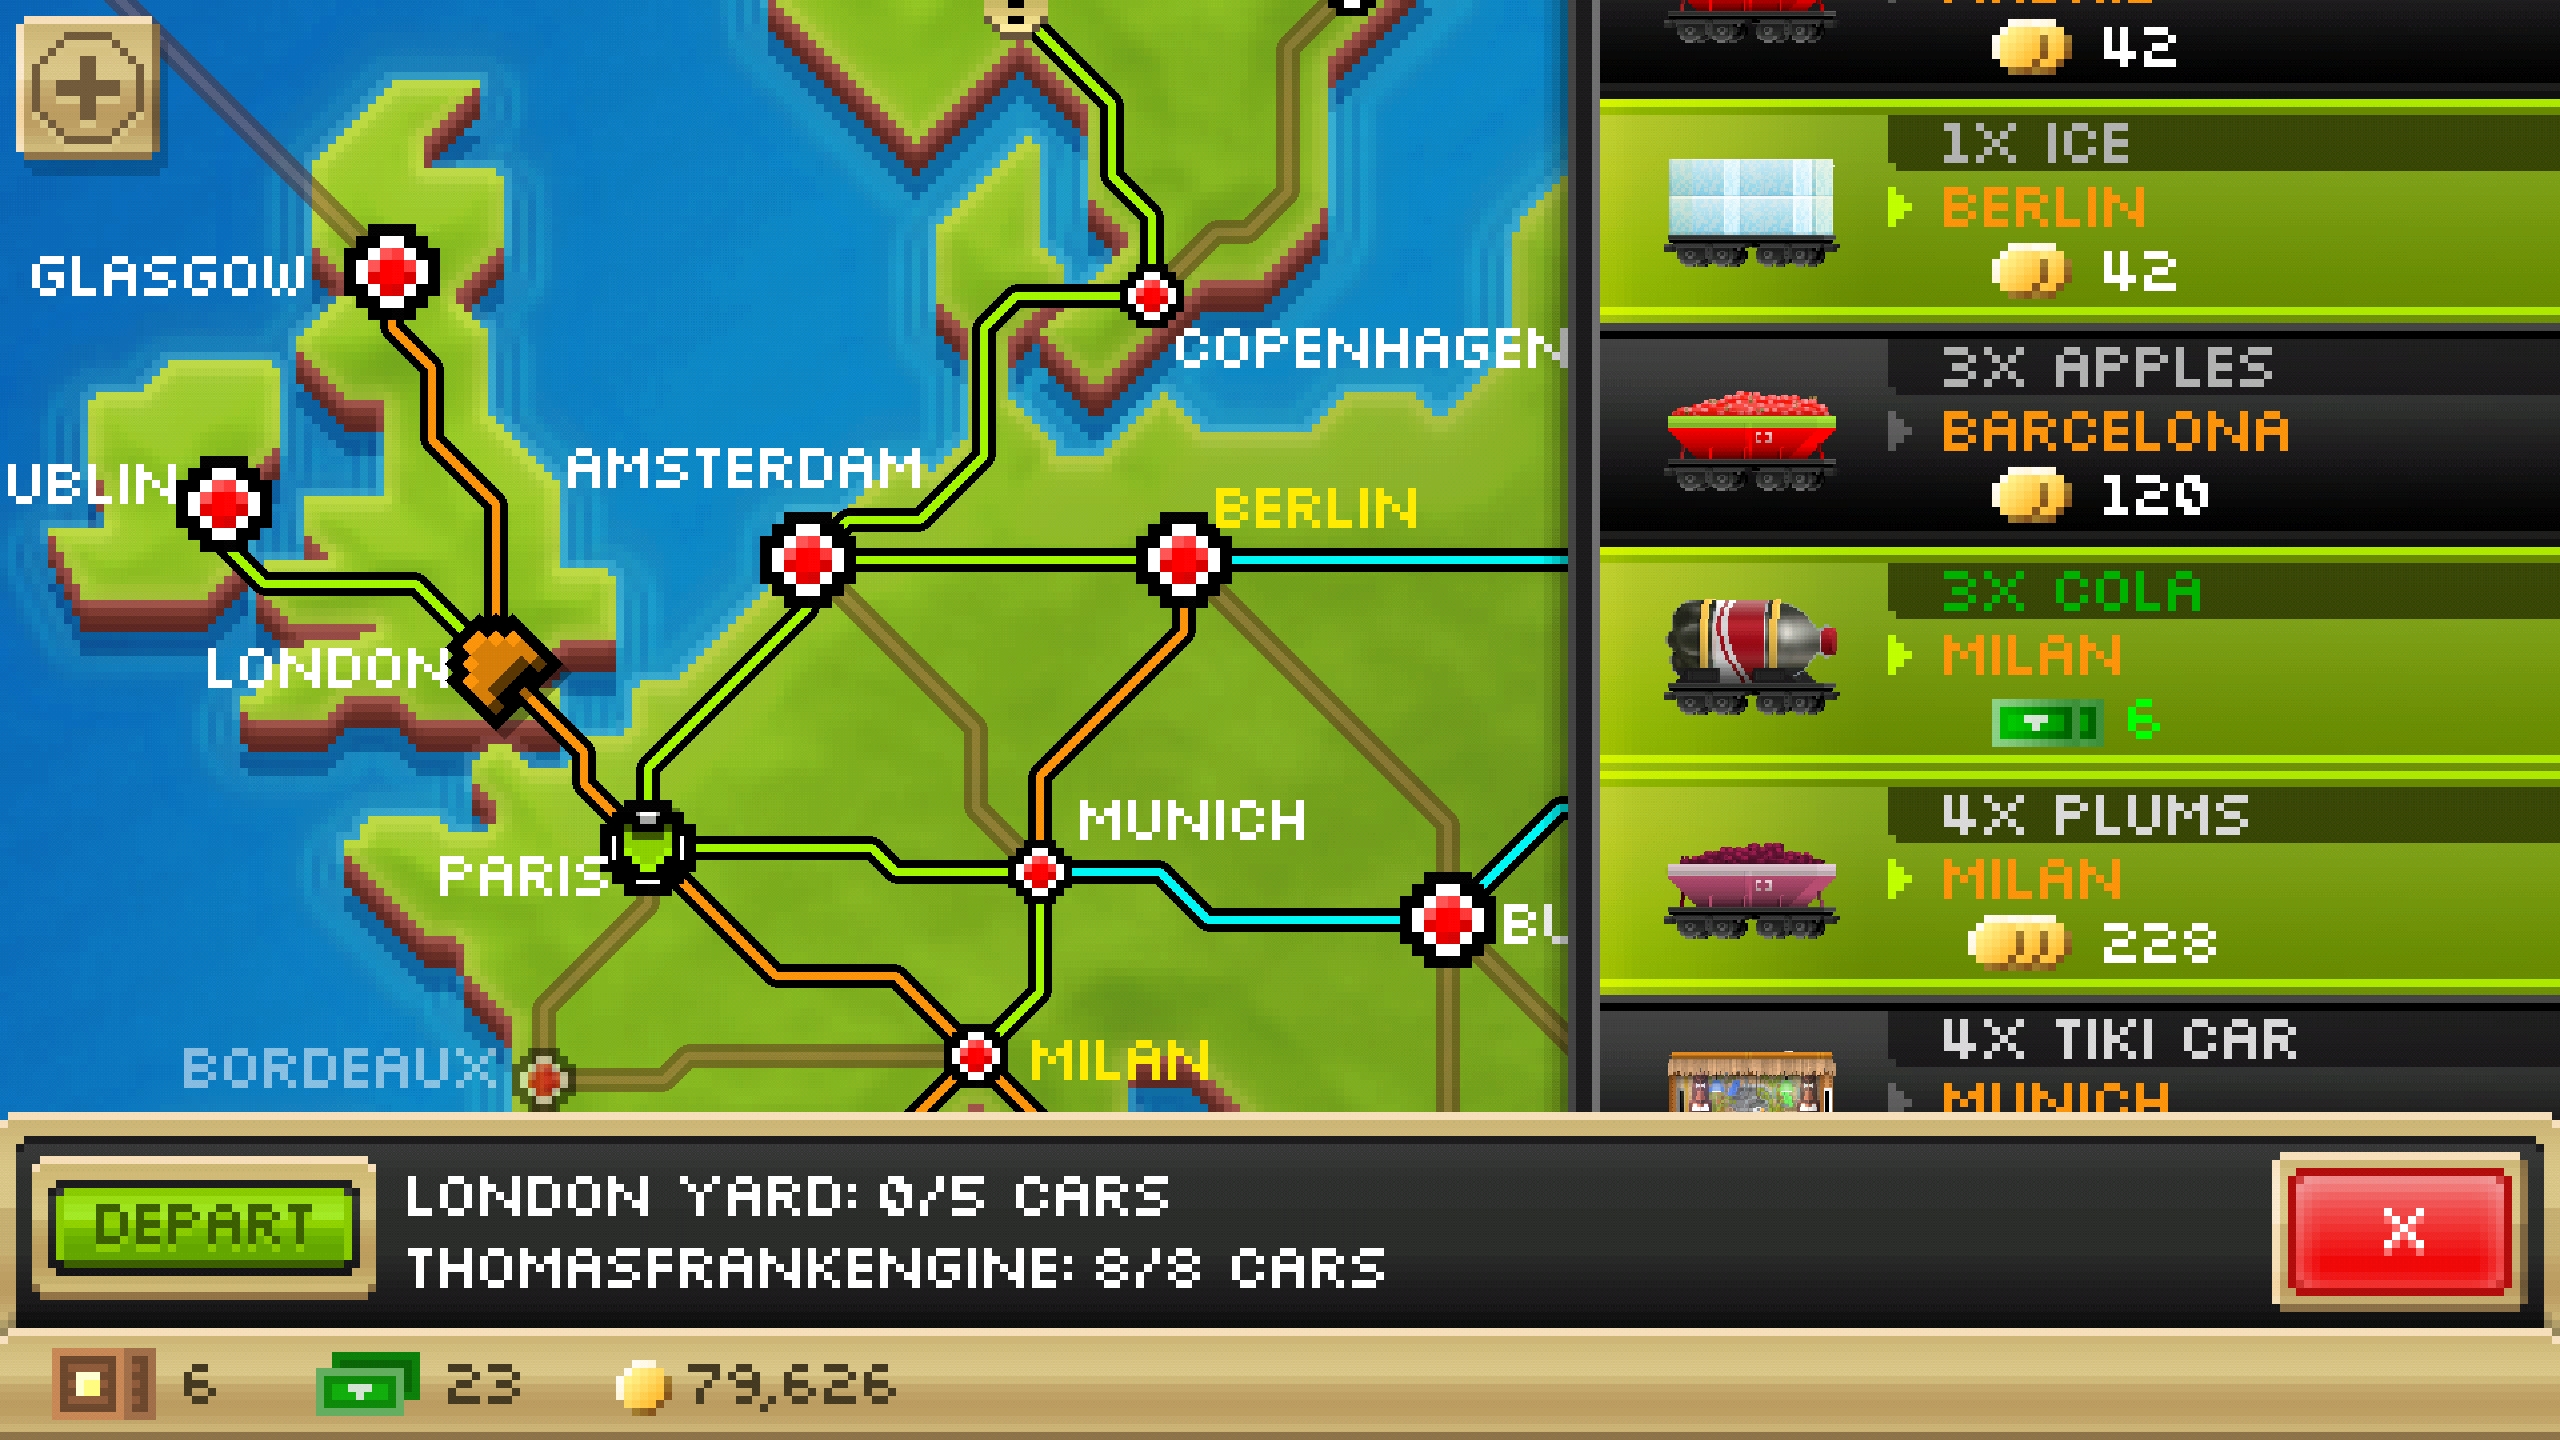 GLASGOW
UBLIN
LONDON
AMSTERDAM
COPENHAGEN
BERLIN
MUNICH
PARIS
BU
BORDEAUX
MILAN
42
1X ICE
BERLIN
42
3X APPLES
BARCELONA
120
3X COLA
MILAN
6
4X PLUMS
MILAN
228
4X TIKI CAR
MUNICH
DEPART
LONDON YARD: 0/5 CARS
THOMASFRANKENGINE: 8/8 CARS
X
6
23
79,626